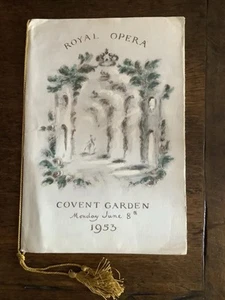 ROYAL OPERA
COVENT GARDEN
Monday June 8th
1953